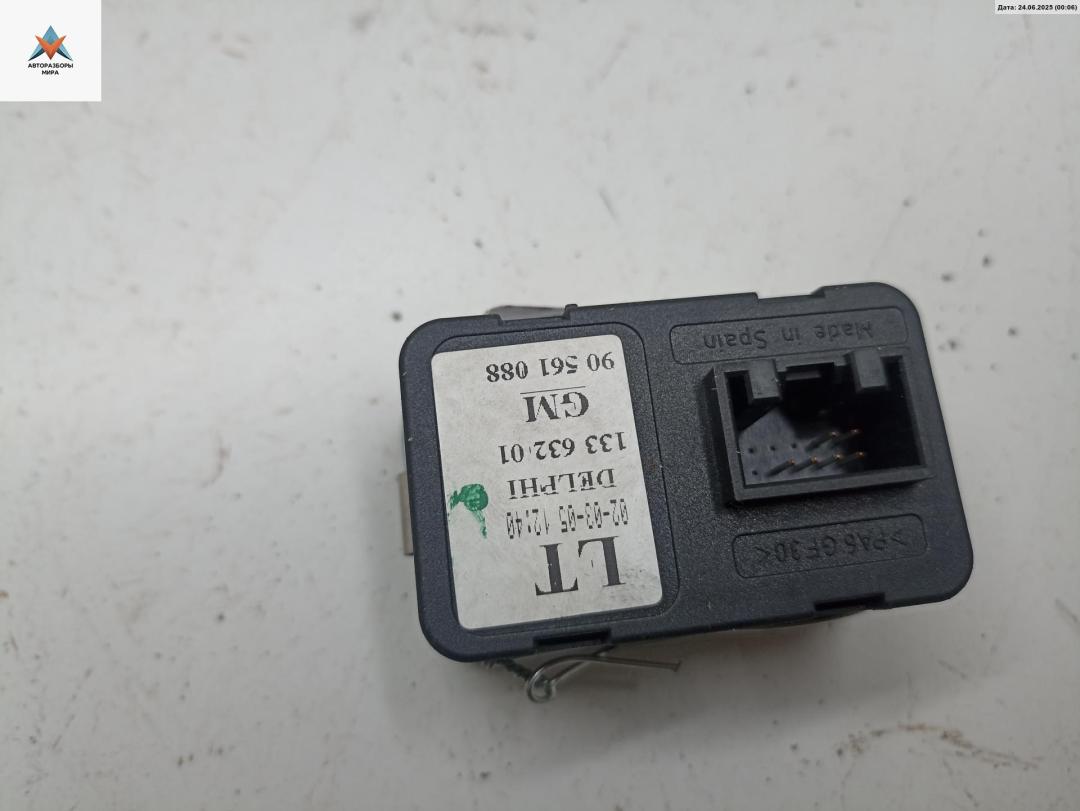 АВТОРАЗБОРЫ
МИРА
Дата: 24.06.2025 (00:06)
LT
02-03-05 12:40
DELPHI
133 632 01
GM
90 561 088
>PA6 GF30<
Made in Spain